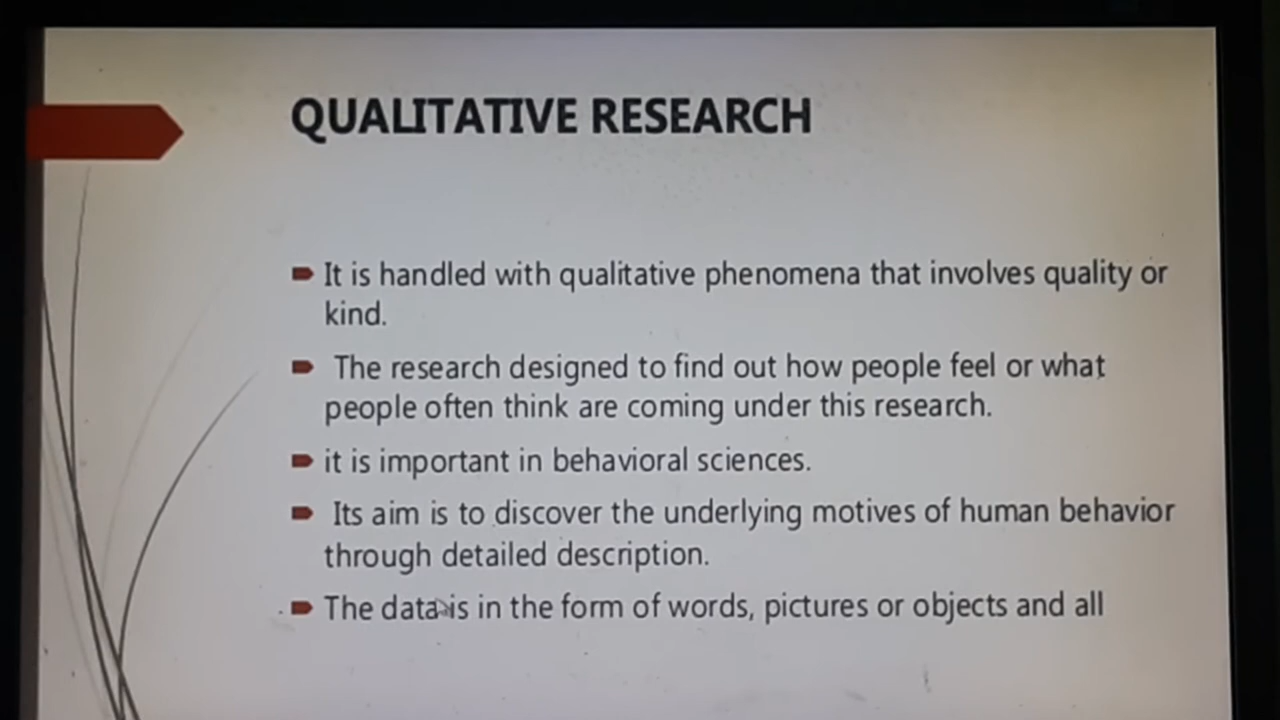 QUALITATIVE RESEARCH
It is handled with qualitative phenomena that involves quality or
kind.
The research designed to find out how people feel or what
people often think are coming under this research.
it is important in behavioral sciences.
Its aim is to discover the underlying motives of human behavior
through detailed description.
The data is in the form of words, pictures or objects and all